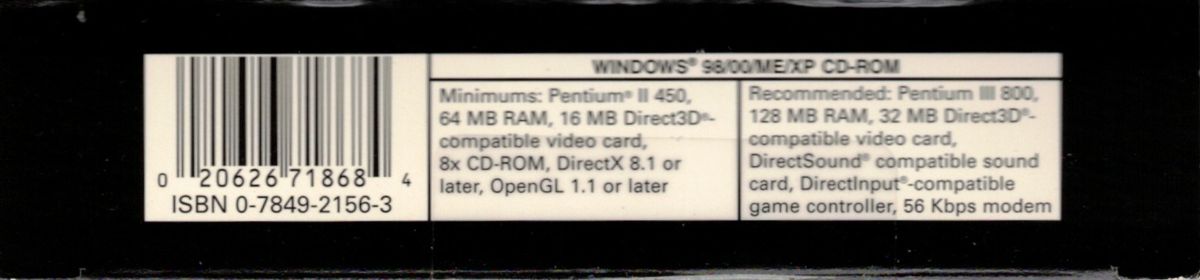 WINDOWS® 98/00/ME/XP CD-ROM
Minimums: Pentium® II 450,
64 MB RAM, 16 MB Direct3D®-
compatible video card,
8x CD-ROM, DirectX 8.1 or
later, OpenGL 1.1 or later
Recommended: Pentium III 800,
128 MB RAM, 32 MB Direct3D®-
compatible video card,
DirectSound® compatible sound
card, DirectInput®-compatible
game controller, 56 Kbps modem
0 20626 71868 4
ISBN 0-7849-2156-3